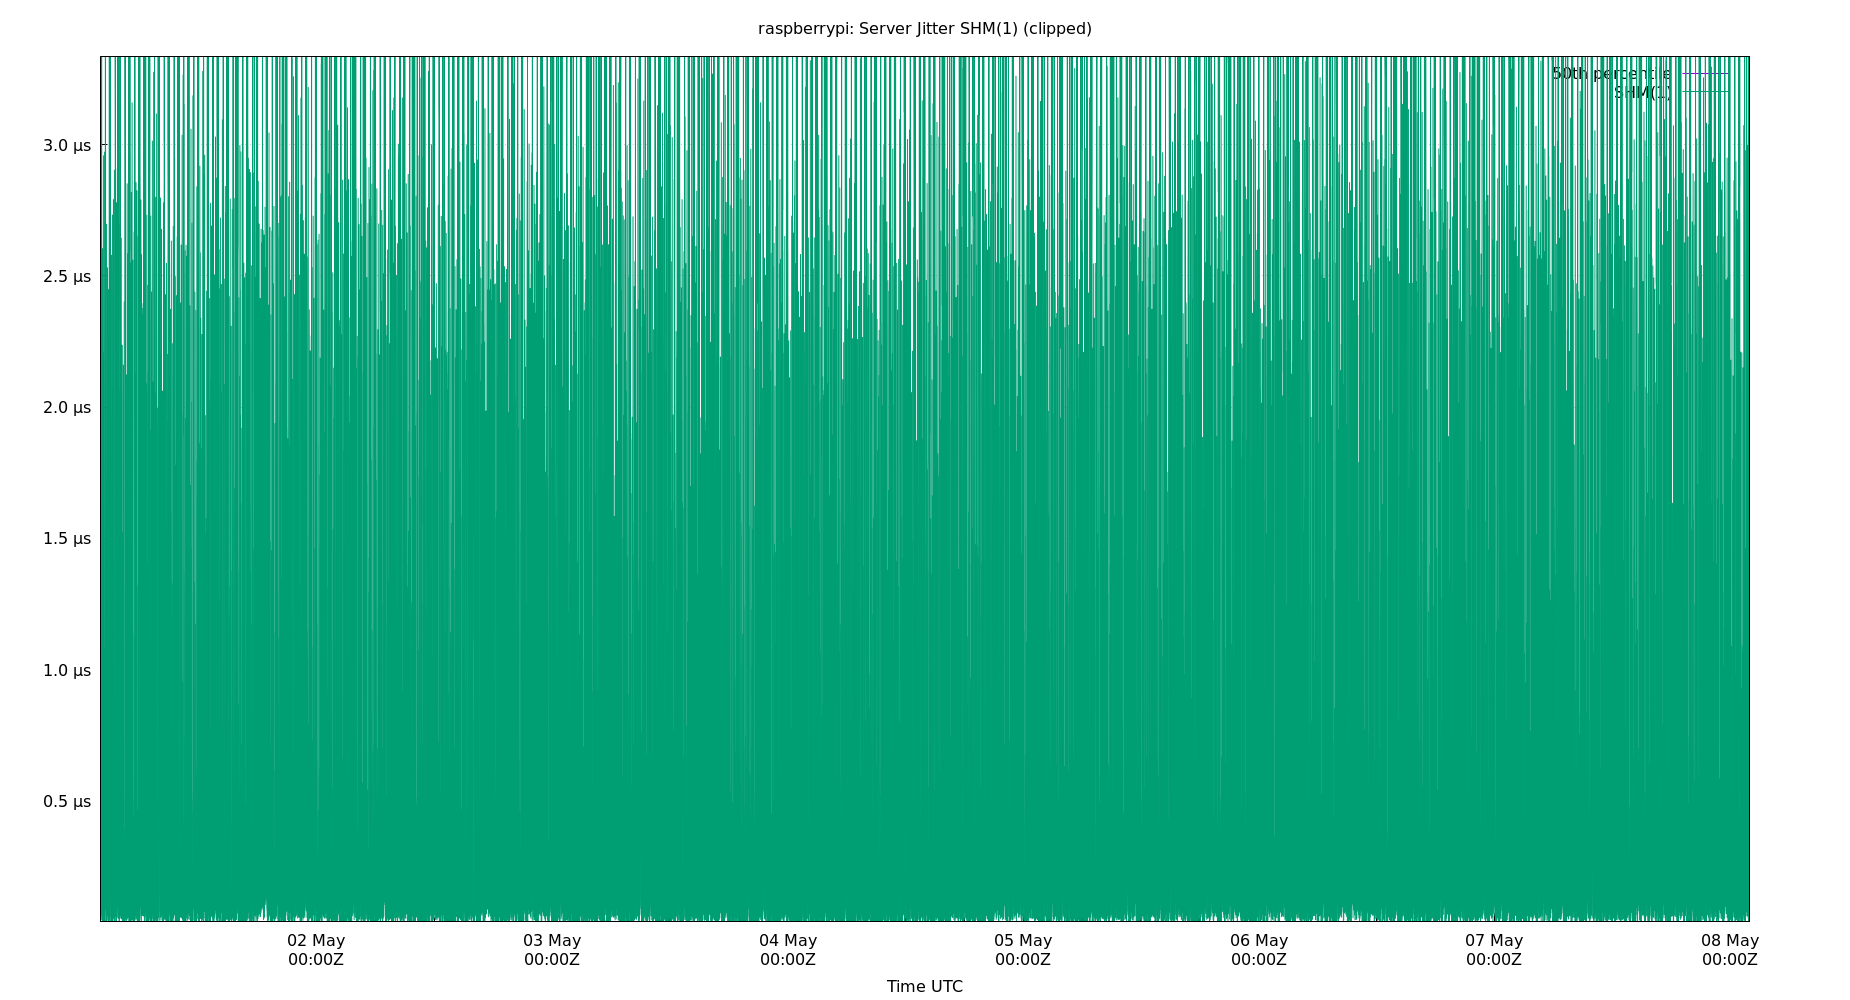 raspberrypi: Server Jitter SHM(1) (clipped)
50th percentile
SHM(1)
3.0 µs
2.5 µs
2.0 µs
1.5 µs
1.0 µs
0.5 µs
02 May 03 May 04 May 05 May 06 May 07 May 08 May
00:00Z 00:00Z 00:00Z 00:00Z 00:00Z 00:00Z 00:00Z
Time UTC